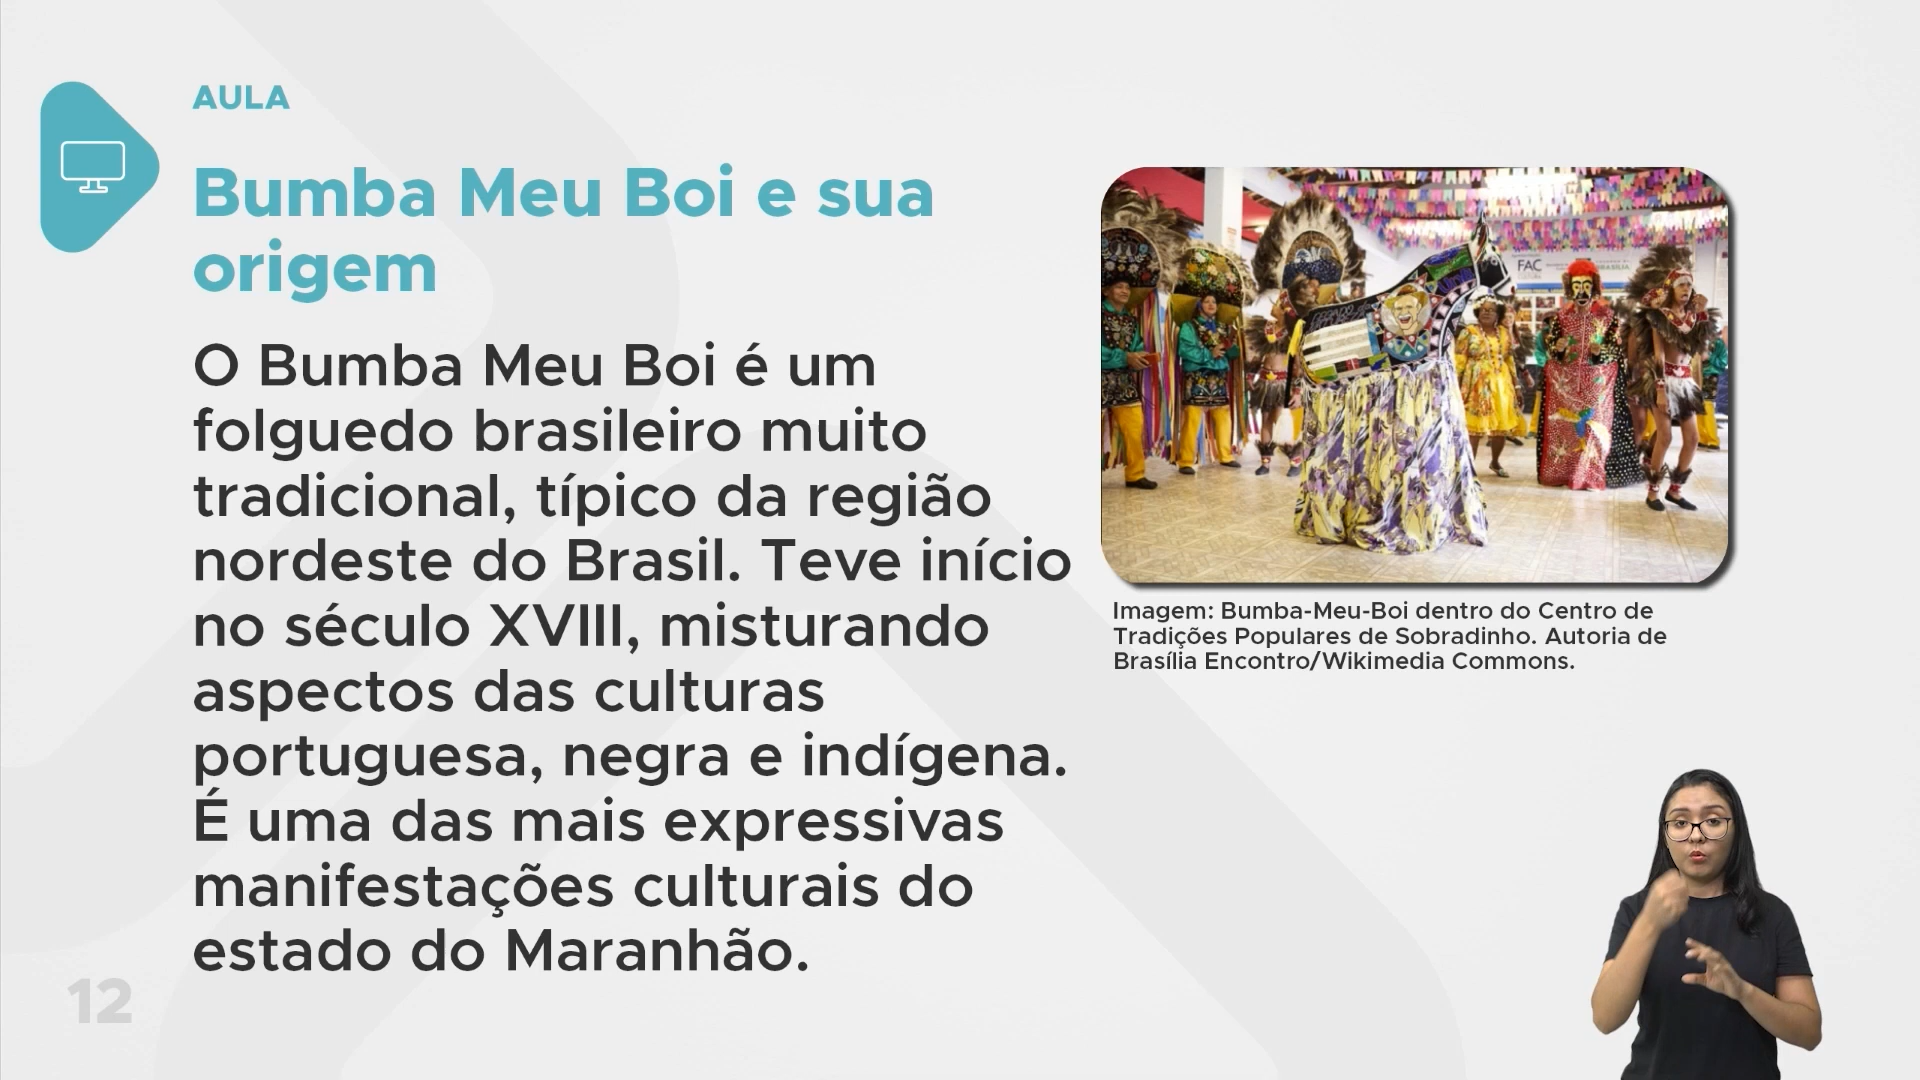 AULA
Bumba Meu Boi e sua
origem
O Bumba Meu Boi é um
folguedo brasileiro muito
tradicional, típico da região
nordeste do Brasil. Teve início
no século XVIII, misturando
aspectos das culturas
portuguesa, negra e indígena.
É uma das mais expressivas
manifestações culturais do
estado do Maranhão.
FAC
Imagem: Bumba-Meu-Boi dentro do Centro de
Tradições Populares de Sobradinho. Autoria de
Brasília Encontro/Wikimedia Commons.
12